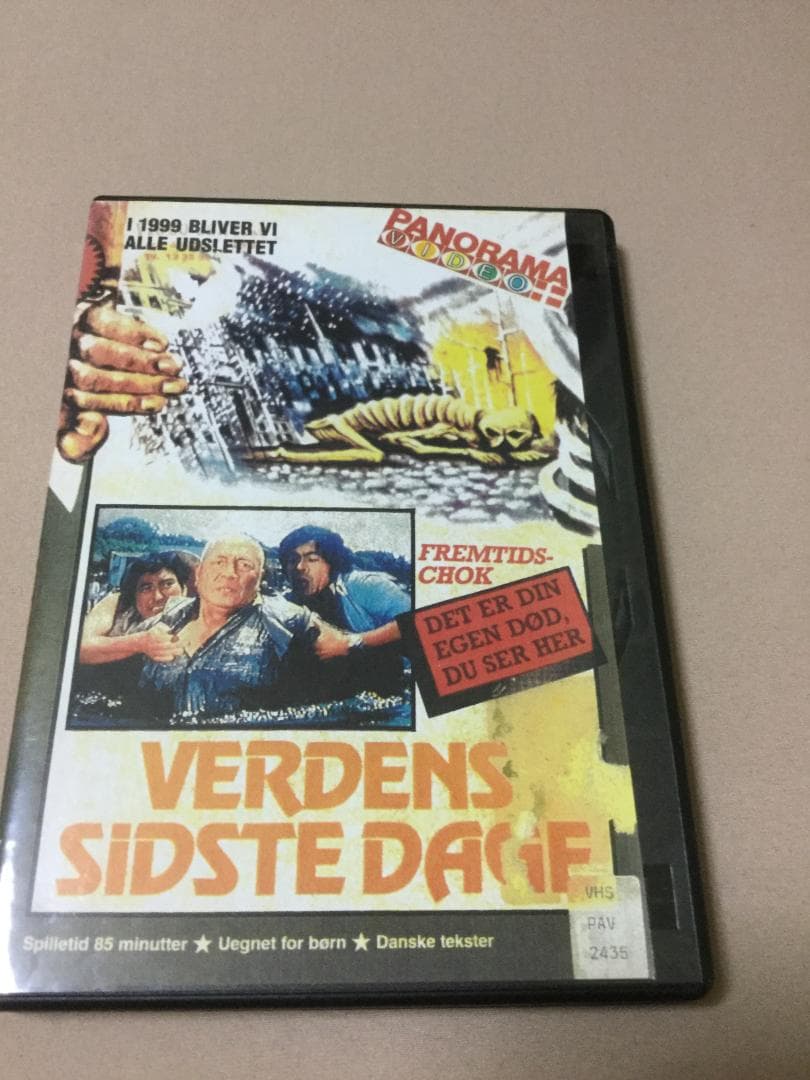 I 1999 BLIVER VI
ALLE UDSLETTET
PANORAMA
VIDEO
FREMTIDS-
CHOK
DET ER DIN
EGEN DØD,
DU SER HER
VERDENS
SIDSTE DAGE
Spilletid 85 minutter ★ Uegnet for børn ★ Danske tekster
VHS
PAV
2435